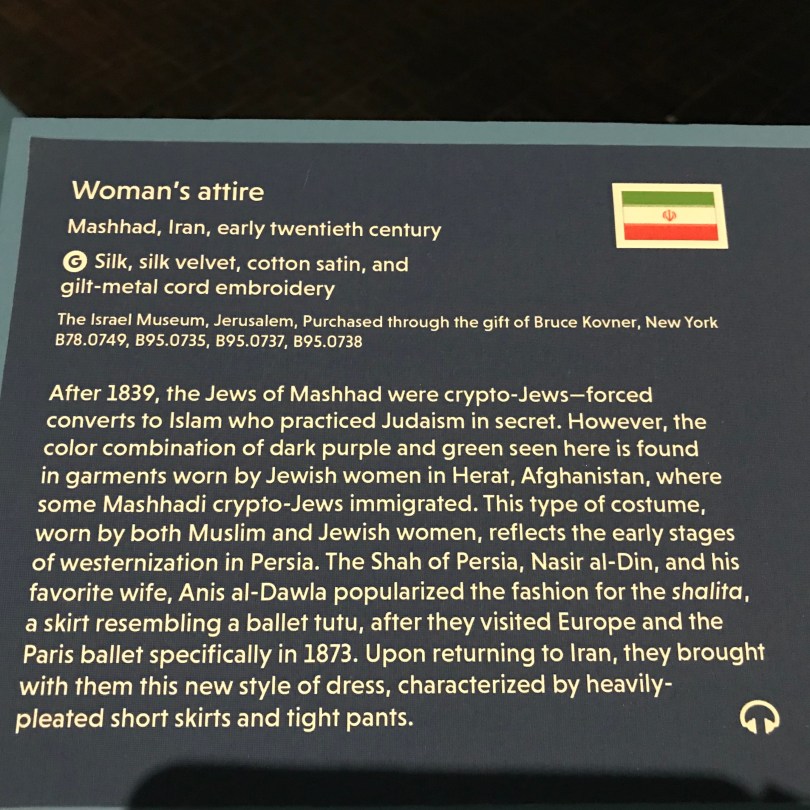 Woman's attire
Mashhad, Iran, early twentieth century
G Silk, silk velvet, cotton satin, and
gilt-metal cord embroidery
The Israel Museum, Jerusalem, Purchased through the gift of Bruce Kovner, New York
B78.0749, B95.0735, B95.0737, B95.0738
After 1839, the Jews of Mashhad were crypto-Jews—forced
converts to Islam who practiced Judaism in secret. However, the
color combination of dark purple and green seen here is found
in garments worn by Jewish women in Herat, Afghanistan, where
some Mashhadi crypto-Jews immigrated. This type of costume,
worn by both Muslim and Jewish women, reflects the early stages
of westernization in Persia. The Shah of Persia, Nasir al-Din, and his
favorite wife, Anis al-Dawla popularized the fashion for the shalita,
a skirt resembling a ballet tutu, after they visited Europe and the
Paris ballet specifically in 1873. Upon returning to Iran, they brought
with them this new style of dress, characterized by heavily-
pleated short skirts and tight pants.